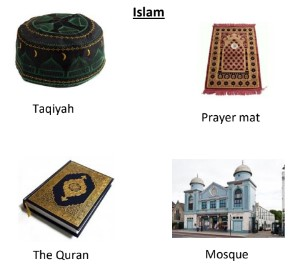 Islam
Taqiyah
Prayer mat
The Quran
Mosque